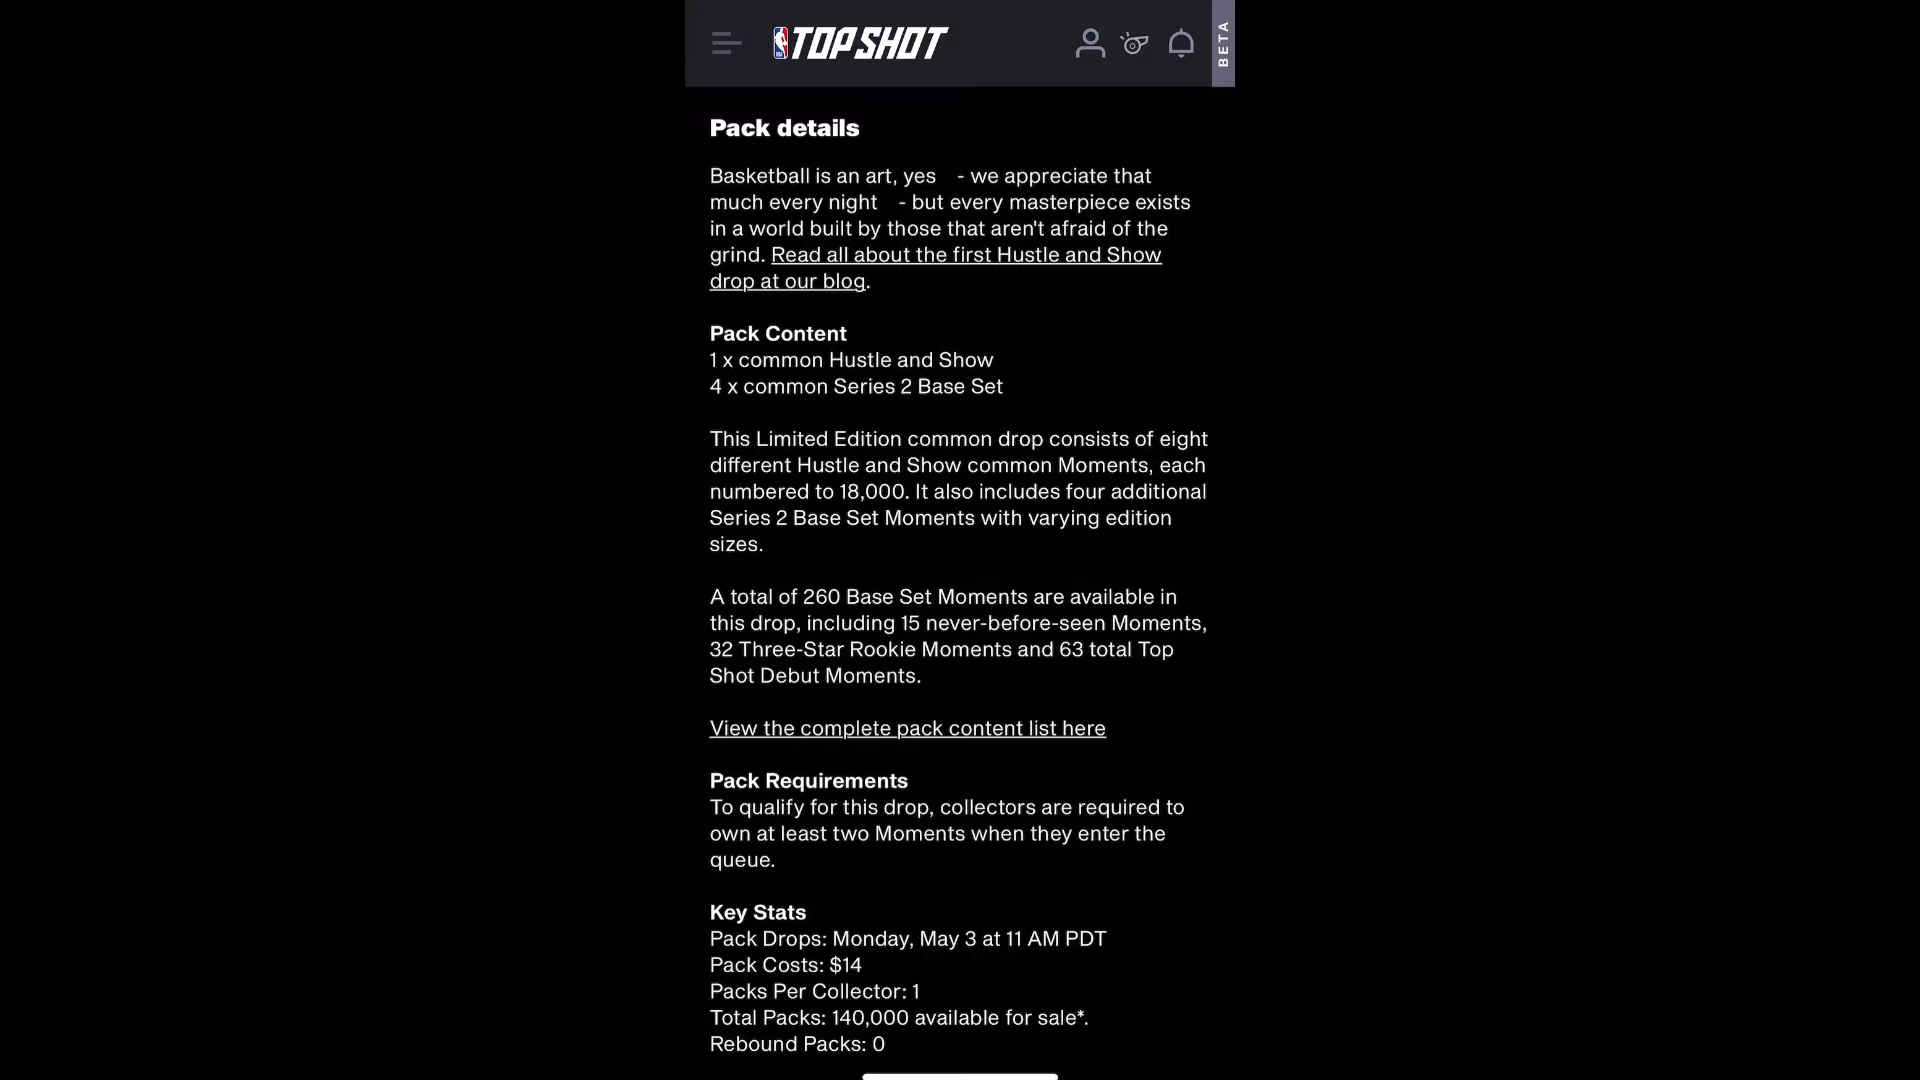 TOP SHOT
BETA
Pack details
Basketball is an art, yes - we appreciate that
much every night - but every masterpiece exists
in a world built by those that aren't afraid of the
grind. Read all about the first Hustle and Show
drop at our blog.
Pack Content
1 x common Hustle and Show
4 x common Series 2 Base Set
This Limited Edition common drop consists of eight
different Hustle and Show common Moments, each
numbered to 18,000. It also includes four additional
Series 2 Base Set Moments with varying edition
sizes.
A total of 260 Base Set Moments are available in
this drop, including 15 never-before-seen Moments,
32 Three-Star Rookie Moments and 63 total Top
Shot Debut Moments.
View the complete pack content list here
Pack Requirements
To qualify for this drop, collectors are required to
own at least two Moments when they enter the
queue.
Key Stats
Pack Drops: Monday, May 3 at 11 AM PDT
Pack Costs: $14
Packs Per Collector: 1
Total Packs: 140,000 available for sale*.
Rebound Packs: 0